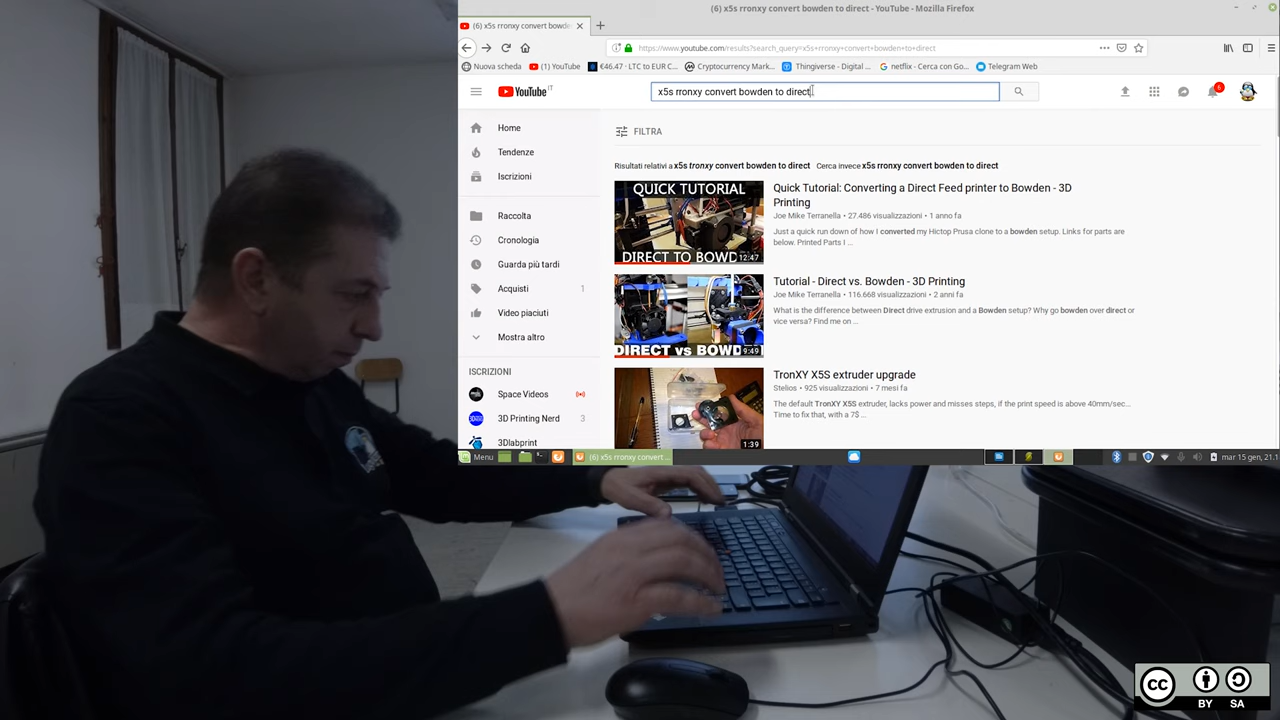 (6) x5s rronxy convert bowden to direct - YouTube - Mozilla Firefox
(6) x5s rronxy convert bowde
https://www.youtube.com/results?search_query=x5s+rronxy+convert+bowden+to+direct
Nuova scheda
(1) YouTube
€46.47 · LTC to EUR C...
Cryptocurrency Mark...
Thingiverse - Digital ...
netflix - Cerca con Go...
Telegram Web
YouTube IT
x5s rronxy convert bowden to direct
6
Home
Tendenze
Iscrizioni
Raccolta
Cronologia
Guarda più tardi
Acquisti 1
Video piaciuti
Mostra altro
ISCRIZIONI
Space Videos
3D Printing Nerd 3
3Dlabprint
FILTRA
Risultati relativi a x5s tronxy convert bowden to direct Cerca invece x5s rronxy convert bowden to direct
QUICK TUTORIAL
DIRECT TO BOWD
12:47
Quick Tutorial: Converting a Direct Feed printer to Bowden - 3D
Printing
Joe Mike Terranella • 27.486 visualizzazioni • 1 anno fa
Just a quick run down of how I converted my Hictop Prusa clone to a bowden setup. Links for parts are
below. Printed Parts I ...
DIRECT vs BOWD
9:49
Tutorial - Direct vs. Bowden - 3D Printing
Joe Mike Terranella • 116.668 visualizzazioni • 2 anni fa
What is the difference between Direct drive extrusion and a Bowden setup? Why go bowden over direct or
vice versa? Find me on ...
1:39
TronXY X5S extruder upgrade
Stelios • 925 visualizzazioni • 7 mesi fa
The default TronXY X5S extruder, lacks power and misses steps, if the print speed is above 40mm/sec...
Time to fix that, with a 7$ ...
Menu
(6) x5s rronxy convert ...
mar 15 gen, 21.1
CC
BY SA